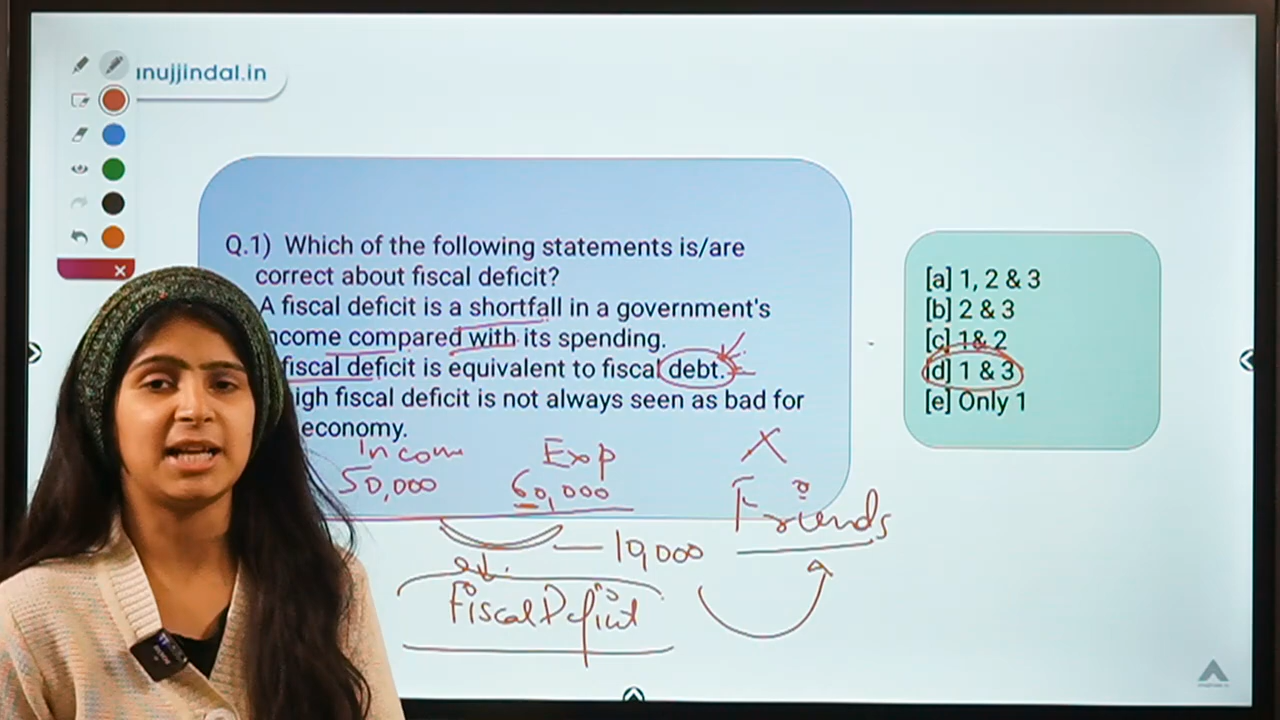 nujjindal.in
Q.1) Which of the following statements is/are
correct about fiscal deficit?
A fiscal deficit is a shortfall in a government's
ncome compared with its spending.
fiscal deficit is equivalent to fiscal debt.
igh fiscal deficit is not always seen as bad for
economy.
[a] 1, 2 & 3
[b] 2 & 3
[c] 1& 2
[d] 1 & 3
[e] Only 1
Income Exp X
50,000 60,000 Friends
— 10,000
Fiscal Deficit